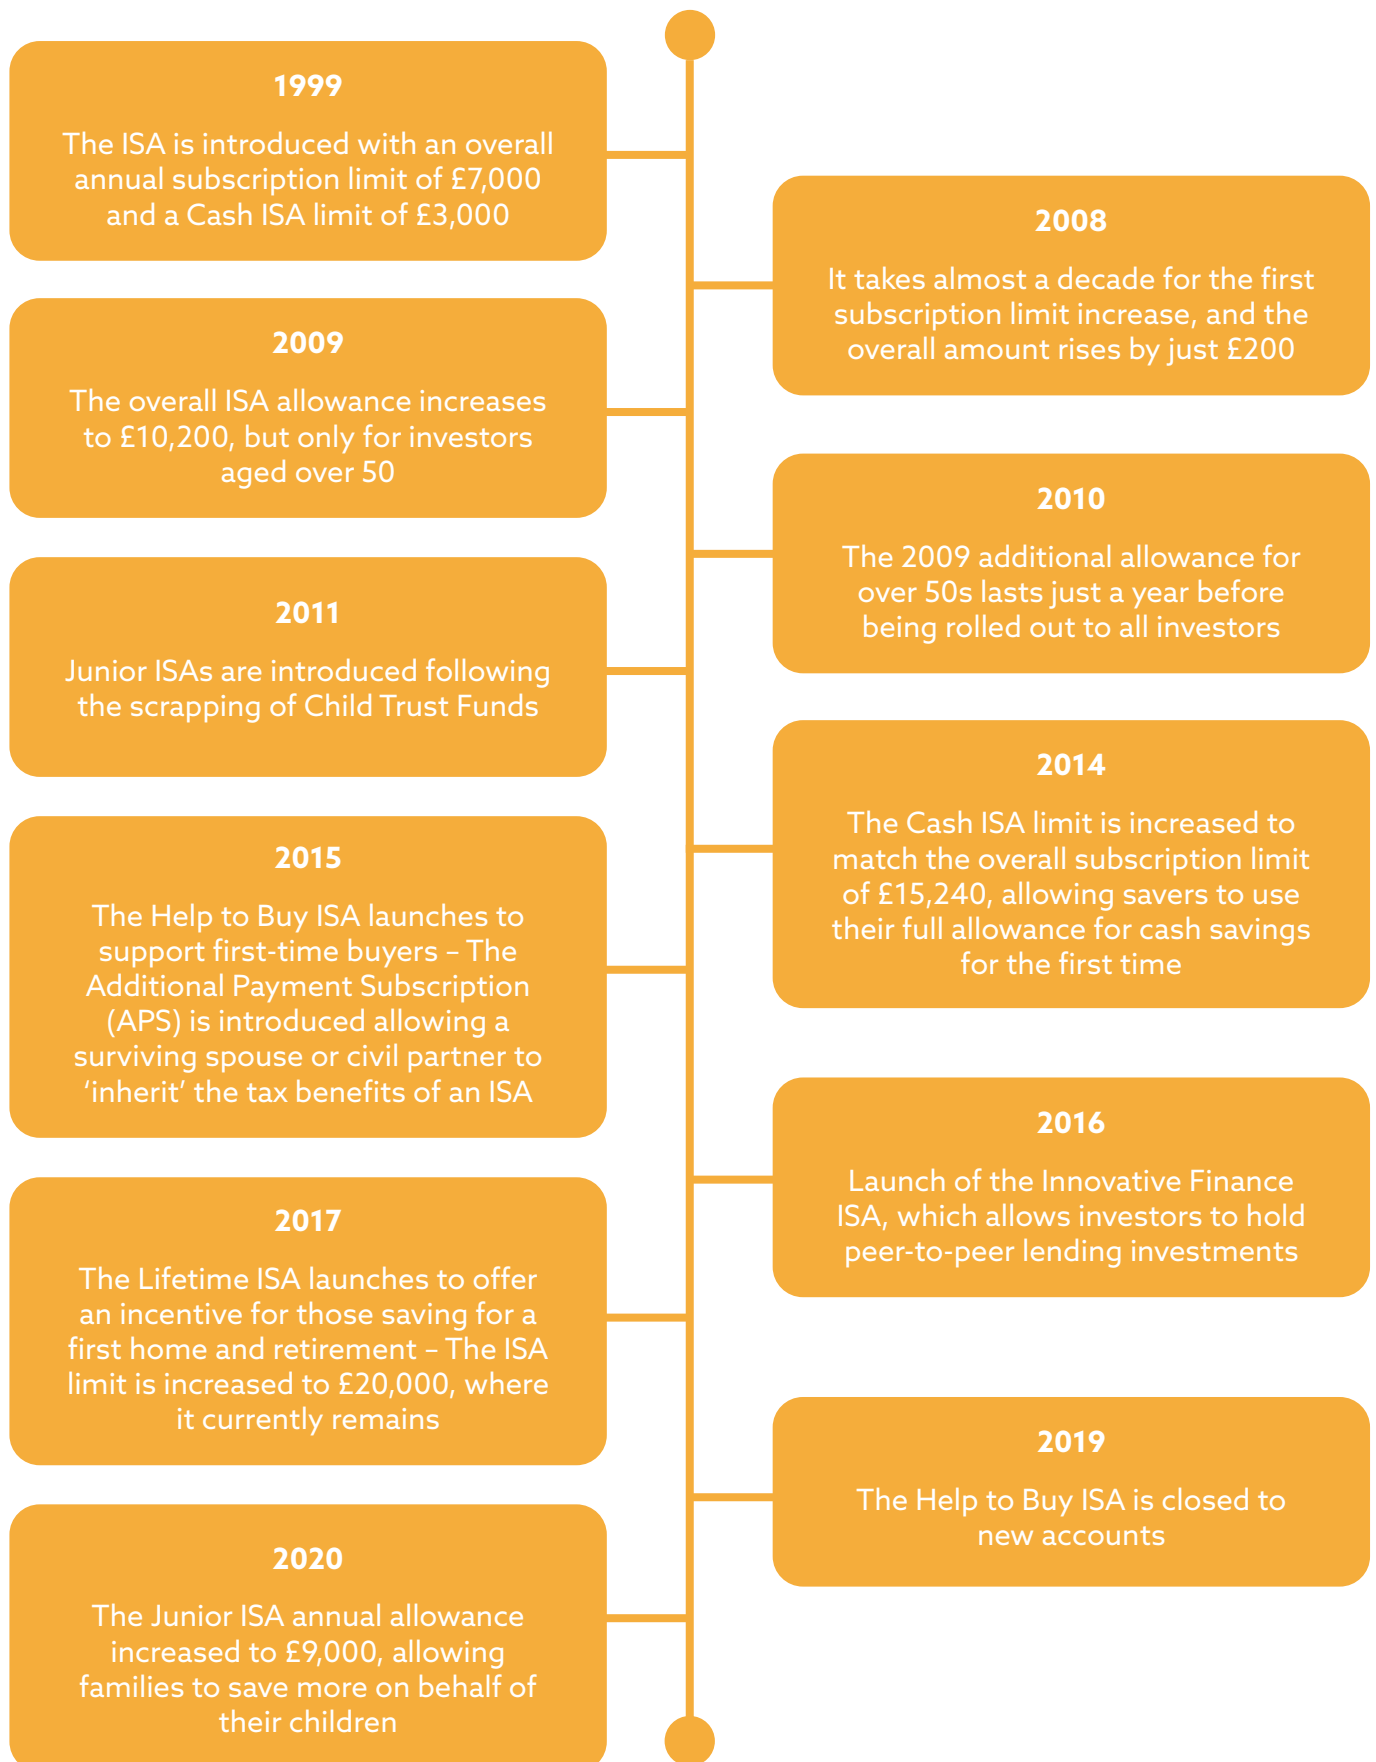 1999
The ISA is introduced with an overall
annual subscription limit of £7,000
and a Cash ISA limit of £3,000
2008
It takes almost a decade for the first
subscription limit increase, and the
overall amount rises by just £200
2009
The overall ISA allowance increases
to £10,200, but only for investors
aged over 50
2010
The 2009 additional allowance for
over 50s lasts just a year before
being rolled out to all investors
2011
Junior ISAs are introduced following
the scrapping of Child Trust Funds
2014
The Cash ISA limit is increased to
match the overall subscription limit
of £15,240, allowing savers to use
their full allowance for cash savings
for the first time
2015
The Help to Buy ISA launches to
support first-time buyers – The
Additional Payment Subscription
(APS) is introduced allowing a
surviving spouse or civil partner to
‘inherit’ the tax benefits of an ISA
2016
Launch of the Innovative Finance
ISA, which allows investors to hold
peer-to-peer lending investments
2017
The Lifetime ISA launches to offer
an incentive for those saving for a
first home and retirement – The ISA
limit is increased to £20,000, where
it currently remains
2019
The Help to Buy ISA is closed to
new accounts
2020
The Junior ISA annual allowance
increased to £9,000, allowing
families to save more on behalf of
their children